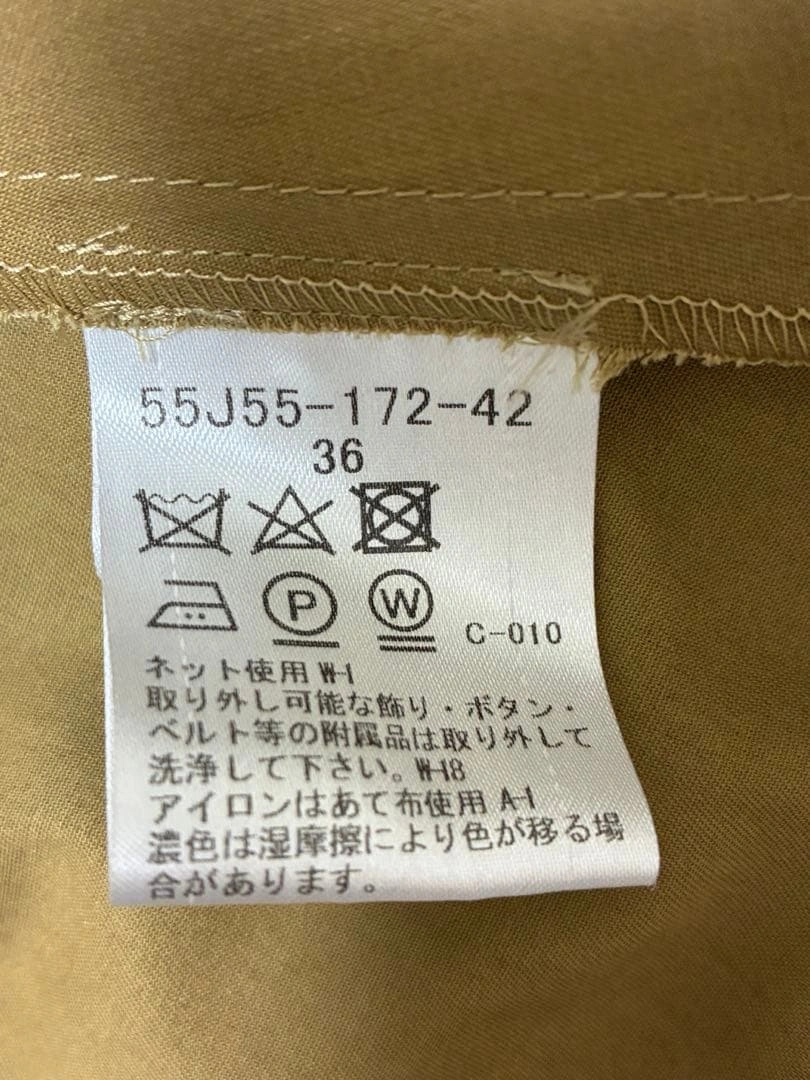 55J55-172-42
36
P
W
C-010
ネット使用 W-1
取り外し可能な飾り・ボタン・
ベルト等の附属品は取り外して
洗浄して下さい。W-18
アイロンはあて布使用 A-1
濃色は湿摩擦により色が移る場
合があります。